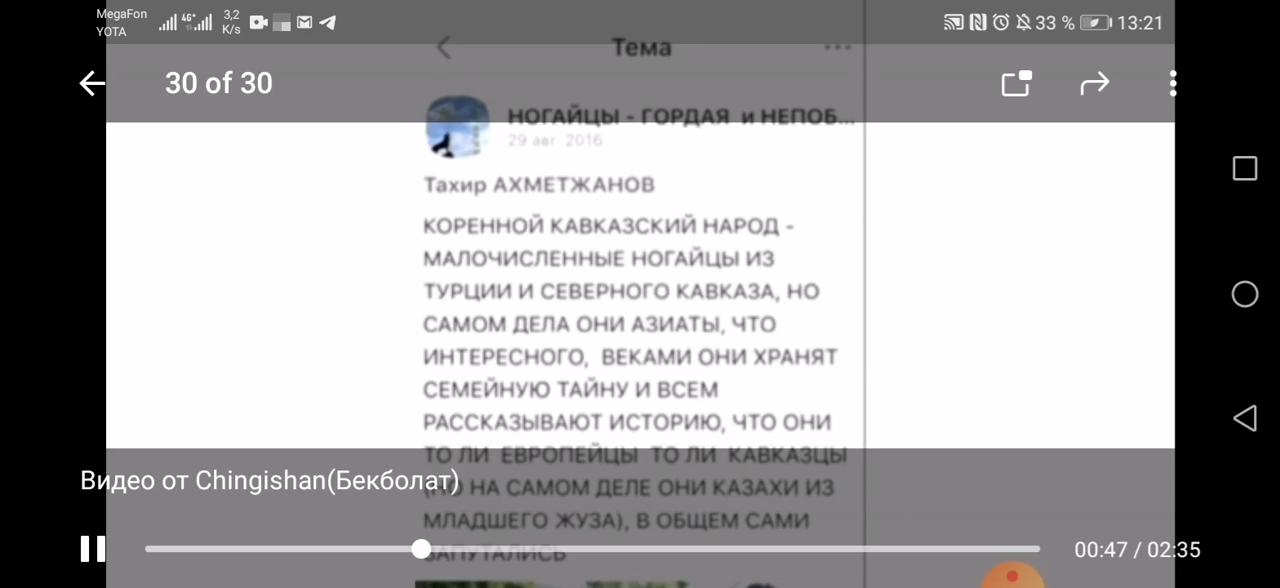 MegaFon
YOTA
4G+
3,2
K/s
33 %
13:21
Тема
30 of 30
НОГАЙЦЫ - ГОРДАЯ и НЕПОБ...
29 авг 2016
Тахир АХМЕТЖАНОВ
КОРЕННОЙ КАВКАЗСКИЙ НАРОД -
МАЛОЧИСЛЕННЫЕ НОГАЙЦЫ ИЗ
ТУРЦИИ И СЕВЕРНОГО КАВКАЗА, НО
САМОМ ДЕЛА ОНИ АЗИАТЫ, ЧТО
ИНТЕРЕСНОГО, ВЕКАМИ ОНИ ХРАНЯТ
СЕМЕЙНУЮ ТАЙНУ И ВСЕМ
РАССКАЗЫВАЮТ ИСТОРИЮ, ЧТО ОНИ
ТО ЛИ ЕВРОПЕЙЦЫ ТО ЛИ КАВКАЗЦЫ
Видео от Chingishan(Бекболат)
(НО НА САМОМ ДЕЛЕ ОНИ КАЗАХИ ИЗ
МЛАДШЕГО ЖУЗА), В ОБЩЕМ САМИ
ЗАПУТАЛИСЬ
00:47 / 02:35